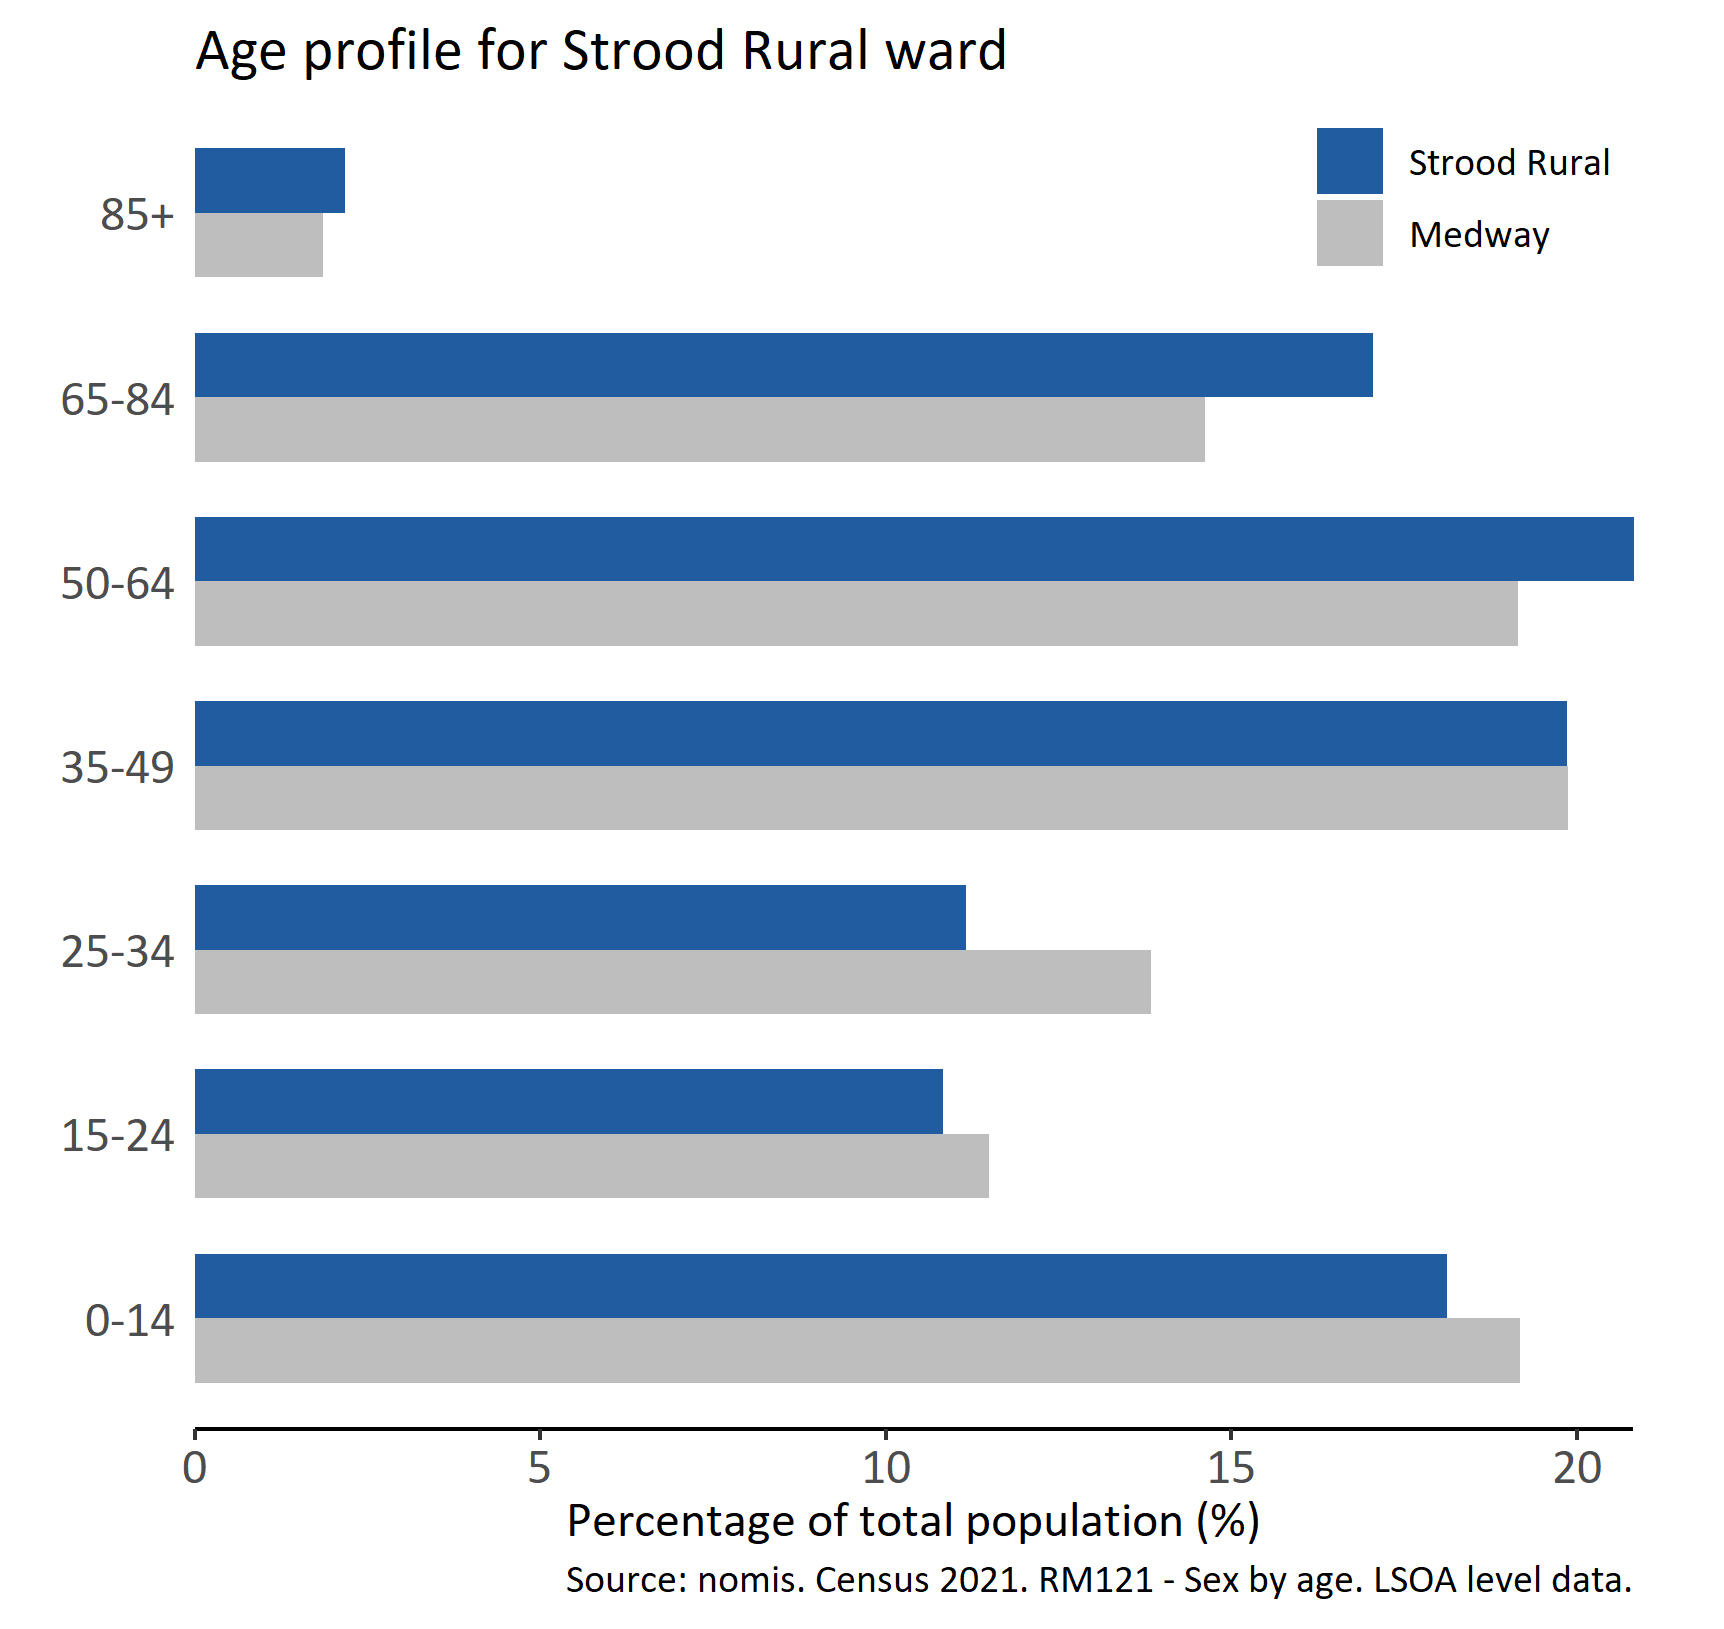 Age profile for Strood Rural ward
Strood Rural
Medway
85+
65-84
50-64
35-49
25-34
15-24
0-14
0 5 10 15 20
Percentage of total population (%)
Source: nomis. Census 2021. RM121 - Sex by age. LSOA level data.